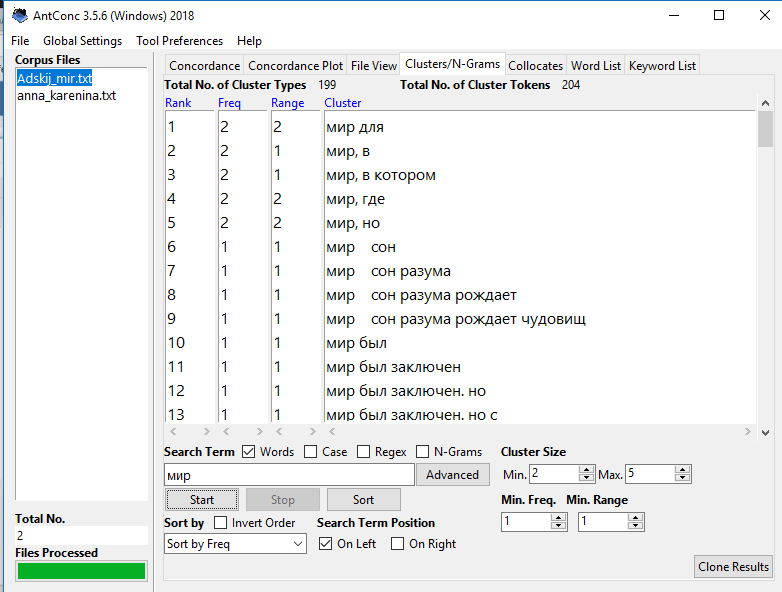 AntConc 3.5.6 (Windows) 2018
File Global Settings Tool Preferences Help
Corpus Files
Adskij_mir.txt
anna_karenina.txt
Concordance Concordance Plot File View Clusters/N-Grams Collocates Word List Keyword List
Total No. of Cluster Types 199 Total No. of Cluster Tokens 204
Rank Freq Range Cluster
1 2 2 мир для
2 2 1 мир, в
3 2 1 мир, в котором
4 2 2 мир, где
5 2 2 мир, но
6 1 1 мир сон
7 1 1 мир сон разума
8 1 1 мир сон разума рождает
9 1 1 мир сон разума рождает чудовищ
10 1 1 мир был
11 1 1 мир был заключен
12 1 1 мир был заключен. но
13 1 1 мир был заключен. но с
Search Term Words Case Regex N-Grams Cluster Size
мир Advanced Min. 2 Max. 5
Start Stop Sort Min. Freq. Min. Range
1 1
Sort by Invert Order Search Term Position
Sort by Freq On Left On Right
Total No.
2
Files Processed
Clone Results